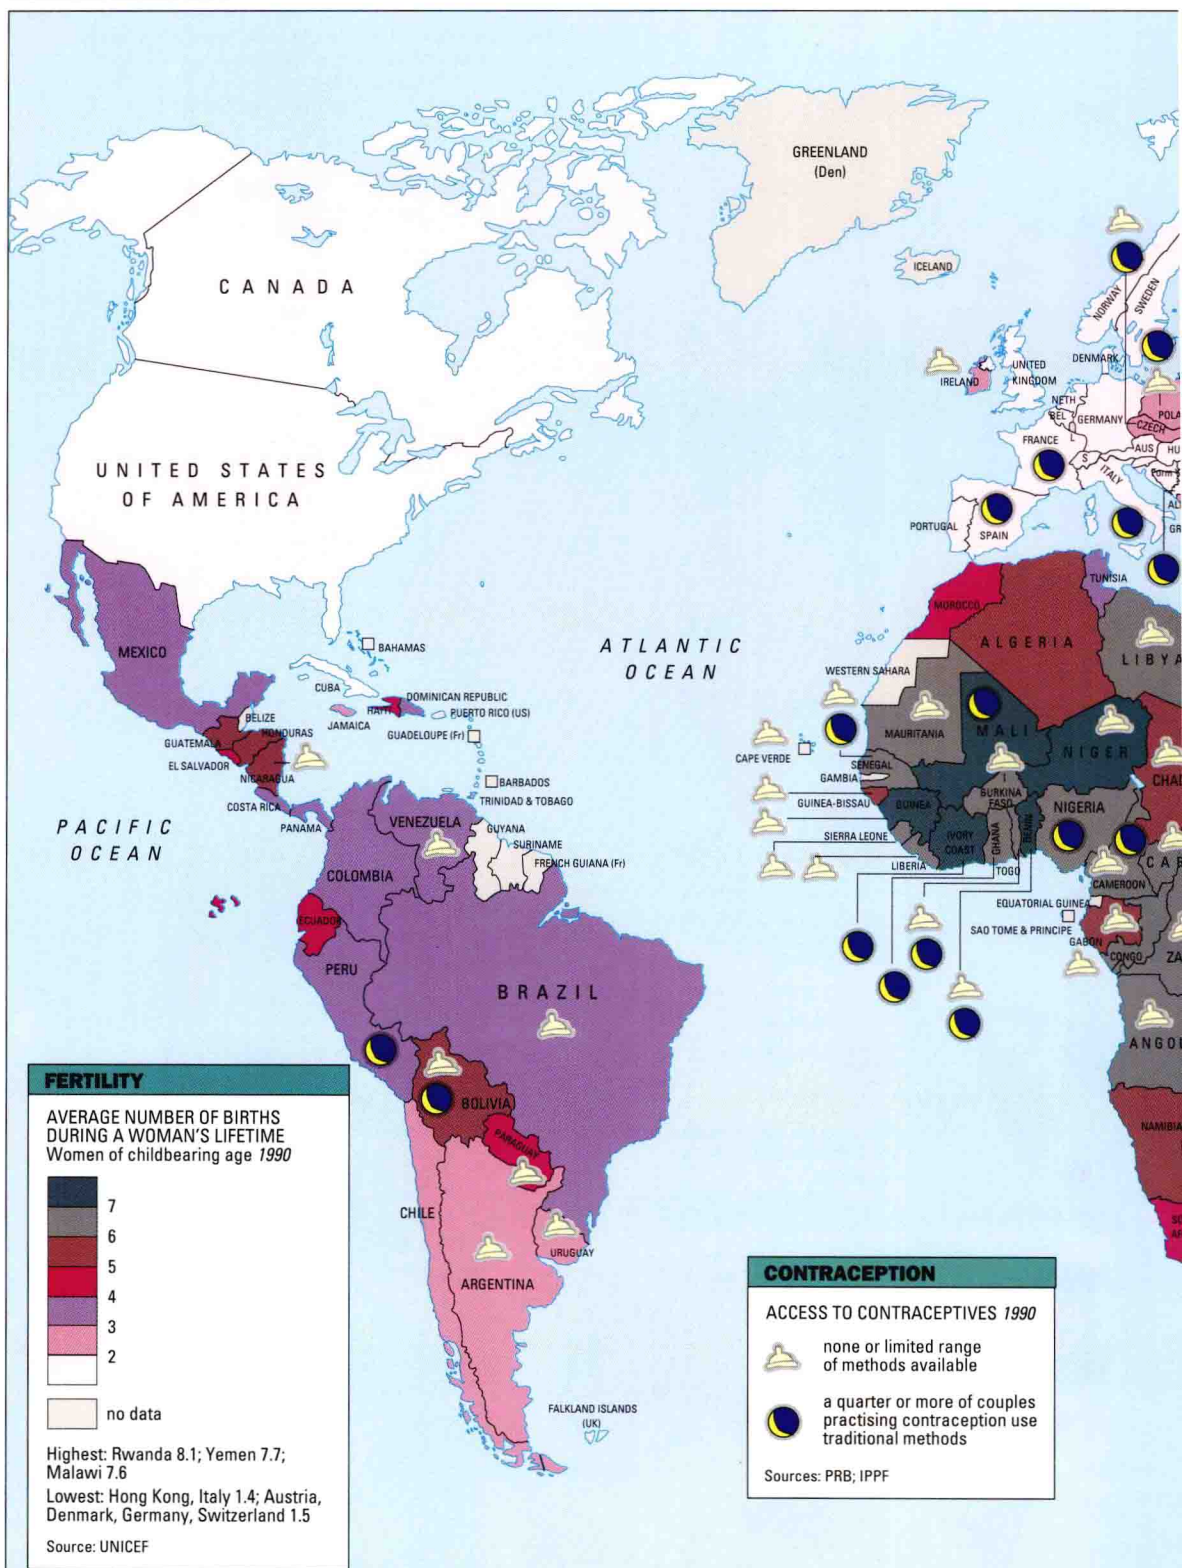 GREENLAND
(Den)
ICELAND
CANADA
NORWAY
SWEDEN
DENMARK
UNITED
KINGDOM
IRELAND
NETH
BEL
GERMANY
POLA
CZECH
L
FRANCE
AUS
HU
S
ITALY
UNITED STATES
OF AMERICA
AL
GR
PORTUGAL
SPAIN
TUNISIA
MOROCCO
ALGERIA
LIBYA
MEXICO
BAHAMAS
ATLANTIC
OCEAN
WESTERN SAHARA
CUBA
DOMINICAN REPUBLIC
HAITI
PUERTO RICO (US)
JAMAICA
BELIZE
HONDURAS
GUADELOUPE (Fr)
GUATEMALA
EL SALVADOR
NICARAGUA
BARBADOS
TRINIDAD & TOBAGO
COSTA RICA
PANAMA
MAURITANIA
MALI
NIGER
CHAD
CAPE VERDE
SENEGAL
GAMBIA
GUINEA-BISSAU
GUINEA
BURKINA
FASO
NIGERIA
SIERRA LEONE
IVORY
COAST
GHANA
BENIN
LIBERIA
TOGO
CAR
CAMEROON
PACIFIC
OCEAN
VENEZUELA
GUYANA
SURINAME
FRENCH GUIANA (Fr)
COLOMBIA
ECUADOR
EQUATORIAL GUINEA
SAO TOME & PRINCIPE
GABON
CONGO
ZA
PERU
BRAZIL
ANGOL
BOLIVIA
PARAGUAY
NAMIBIA
CHILE
SO
AF
URUGUAY
ARGENTINA
FALKLAND ISLANDS
(UK)
FERTILITY
AVERAGE NUMBER OF BIRTHS
DURING A WOMAN'S LIFETIME
Women of childbearing age 1990
7
6
5
4
3
2
no data
Highest: Rwanda 8.1; Yemen 7.7;
Malawi 7.6
Lowest: Hong Kong, Italy 1.4; Austria,
Denmark, Germany, Switzerland 1.5
Source: UNICEF
CONTRACEPTION
ACCESS TO CONTRACEPTIVES 1990
none or limited range
of methods available
a quarter or more of couples
practising contraception use
traditional methods
Sources: PRB; IPPF